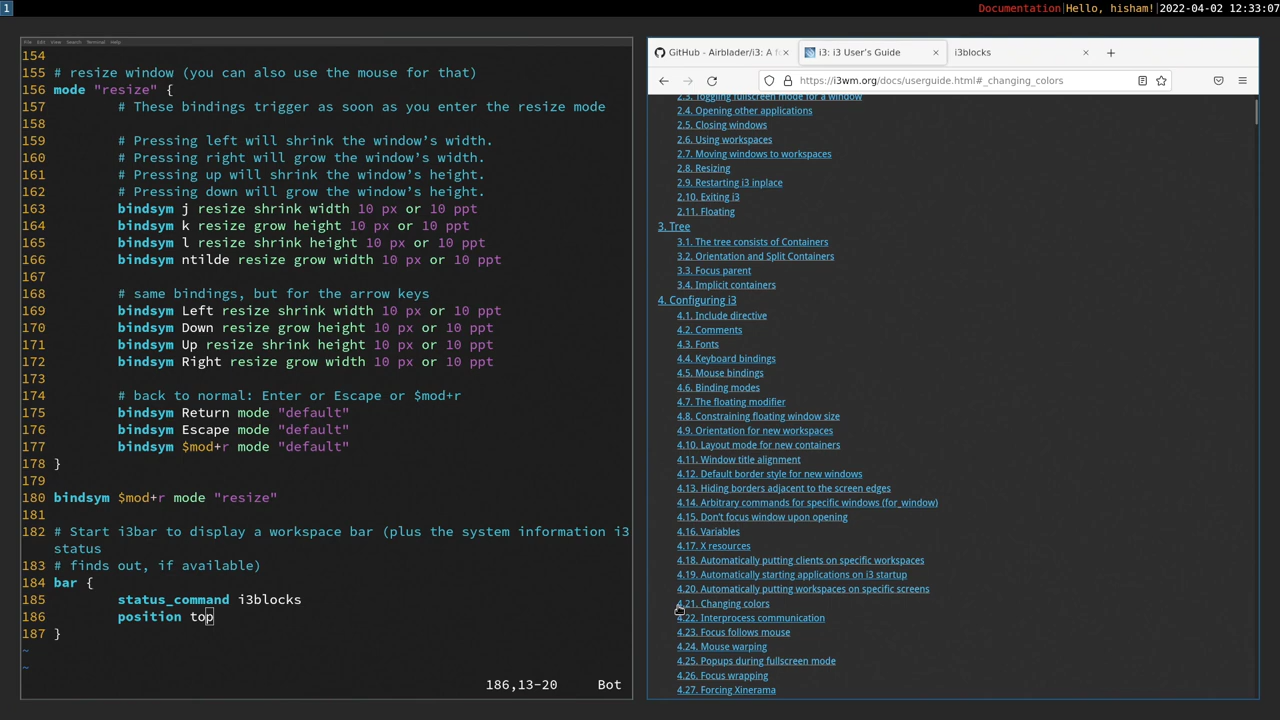 1
Documentation|Hello, hisham!|2022-04-02 12:33:07
File Edit View Search Terminal Help
154
155 # resize window (you can also use the mouse for that)
156 mode "resize" {
157 # These bindings trigger as soon as you enter the resize mode
158
159 # Pressing left will shrink the window’s width.
160 # Pressing right will grow the window’s width.
161 # Pressing up will shrink the window’s height.
162 # Pressing down will grow the window’s height.
163 bindsym j resize shrink width 10 px or 10 ppt
164 bindsym k resize grow height 10 px or 10 ppt
165 bindsym l resize shrink height 10 px or 10 ppt
166 bindsym ntilde resize grow width 10 px or 10 ppt
167
168 # same bindings, but for the arrow keys
169 bindsym Left resize shrink width 10 px or 10 ppt
170 bindsym Down resize grow height 10 px or 10 ppt
171 bindsym Up resize shrink height 10 px or 10 ppt
172 bindsym Right resize grow width 10 px or 10 ppt
173
174 # back to normal: Enter or Escape or $mod+r
175 bindsym Return mode "default"
176 bindsym Escape mode "default"
177 bindsym $mod+r mode "default"
178 }
179
180 bindsym $mod+r mode "resize"
181
182 # Start i3bar to display a workspace bar (plus the system information i3
status
183 # finds out, if available)
184 bar {
185 status_command i3blocks
186 position top
187 }
~
~
186,13-20 Bot
GitHub - Airblader/i3: A f
i3: i3 User’s Guide
i3blocks
https://i3wm.org/docs/userguide.html#_changing_colors
2.3. Toggling fullscreen mode for a window
2.4. Opening other applications
2.5. Closing windows
2.6. Using workspaces
2.7. Moving windows to workspaces
2.8. Resizing
2.9. Restarting i3 inplace
2.10. Exiting i3
2.11. Floating
3. Tree
3.1. The tree consists of Containers
3.2. Orientation and Split Containers
3.3. Focus parent
3.4. Implicit containers
4. Configuring i3
4.1. Include directive
4.2. Comments
4.3. Fonts
4.4. Keyboard bindings
4.5. Mouse bindings
4.6. Binding modes
4.7. The floating modifier
4.8. Constraining floating window size
4.9. Orientation for new workspaces
4.10. Layout mode for new containers
4.11. Window title alignment
4.12. Default border style for new windows
4.13. Hiding borders adjacent to the screen edges
4.14. Arbitrary commands for specific windows (for_window)
4.15. Don’t focus window upon opening
4.16. Variables
4.17. X resources
4.18. Automatically putting clients on specific workspaces
4.19. Automatically starting applications on i3 startup
4.20. Automatically putting workspaces on specific screens
4.21. Changing colors
4.22. Interprocess communication
4.23. Focus follows mouse
4.24. Mouse warping
4.25. Popups during fullscreen mode
4.26. Focus wrapping
4.27. Forcing Xinerama